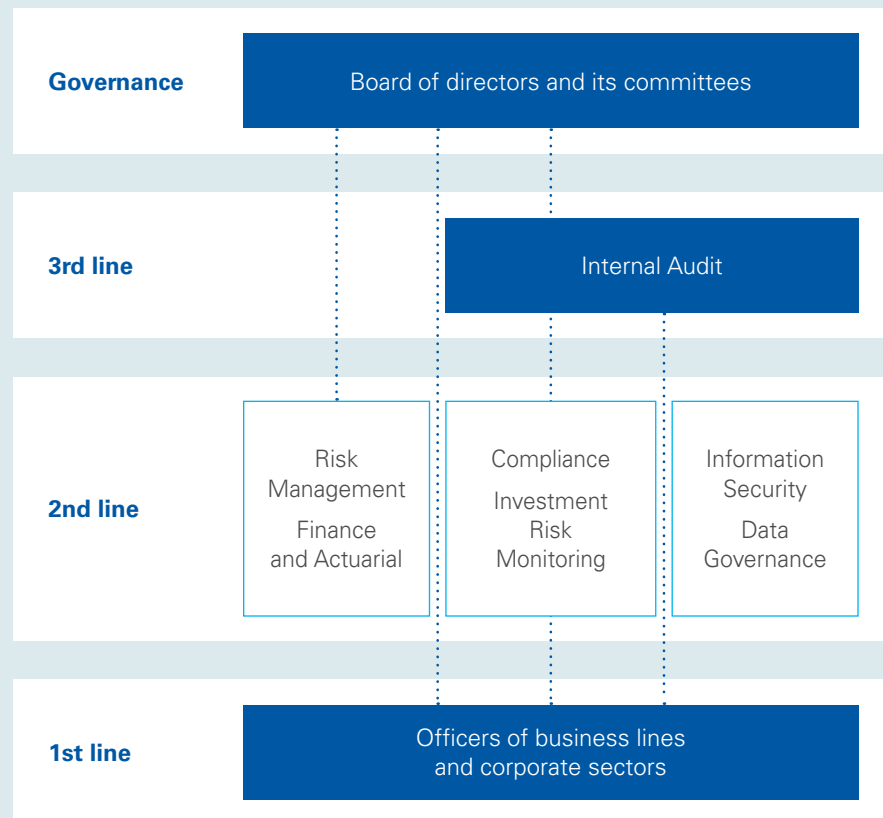 Governance
Board of directors and its committees
3rd line
Internal Audit
2nd line
Risk
Management
Finance
and Actuarial
Compliance
Investment
Risk
Monitoring
Information
Security
Data
Governance
1st line
Officers of business lines
and corporate sectors